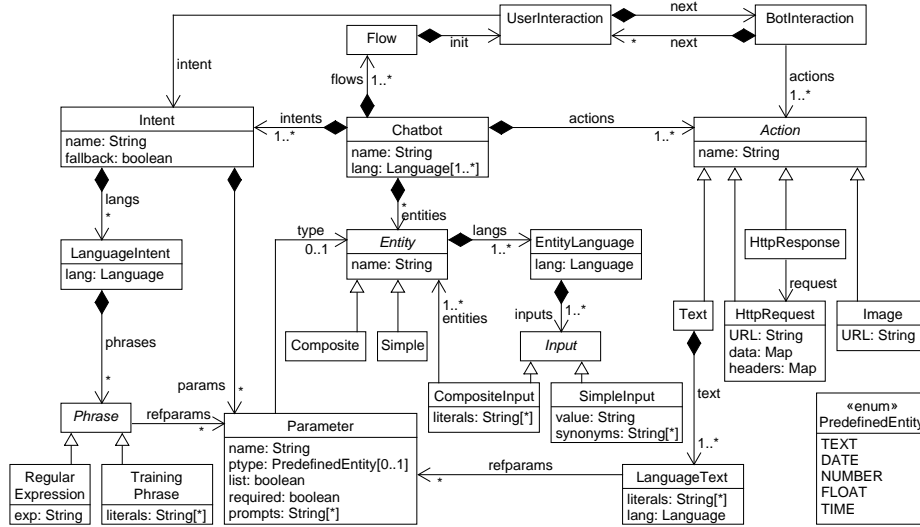 UserInteraction
next
BotInteraction
Flow
init
next
*
intent
flows
1..*
actions
1..*
Intent
name: String
fallback: boolean
intents
1..*
Chatbot
name: String
lang: Language[1..*]
actions
1..*
Action
name: String
langs
*
*
entities
type
0..1
Entity
name: String
langs
1..*
EntityLanguage
lang: Language
HttpResponse
LanguageIntent
lang: Language
request
1..*
entities
inputs
1..*
Text
HttpRequest
URL: String
data: Map
headers: Map
Image
URL: String
Composite
Simple
Input
phrases
*
params
*
CompositeInput
literals: String[*]
SimpleInput
value: String
synonyms: String[*]
text
1..*
Phrase
refparams
*
Parameter
name: String
ptype: PredefinedEntity[0..1]
list: boolean
required: boolean
prompts: String[*]
«enum»
PredefinedEntity
TEXT
DATE
NUMBER
FLOAT
TIME
Regular
Expression
exp: String
Training
Phrase
literals: String[*]
refparams
*
LanguageText
literals: String[*]
lang: Language